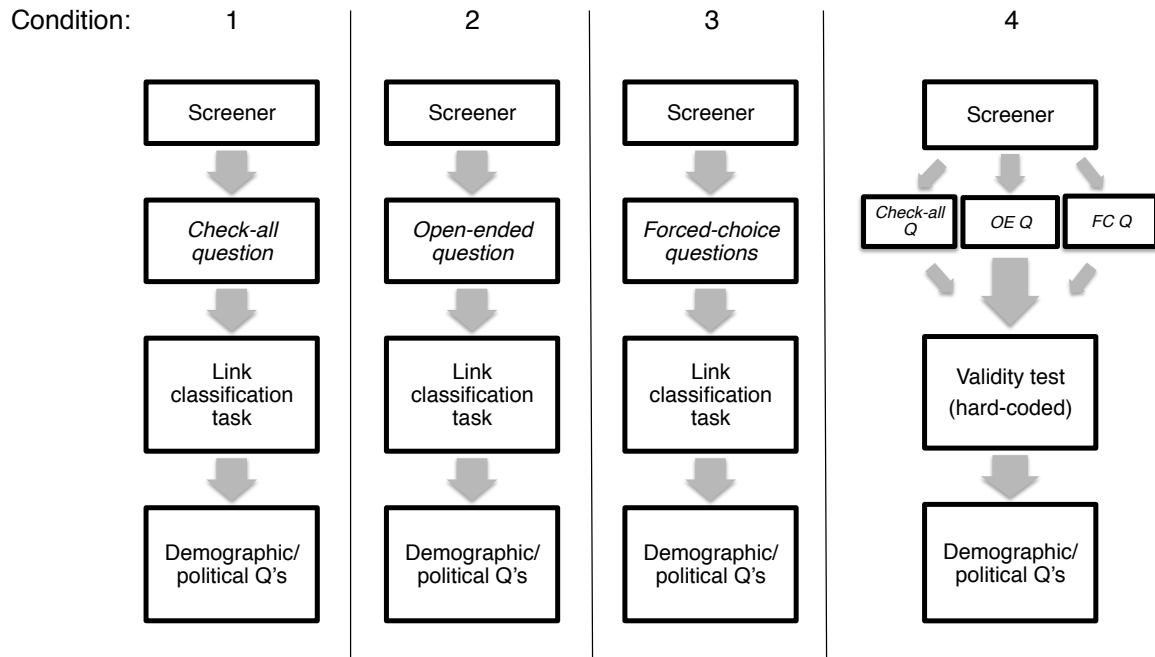 Condition: 1 2 3 4
Screener Screener Screener Screener
Check-all
question
Open-ended
question
Forced-choice
questions
Check-all
Q
OE Q
FC Q
Link
classification
task
Link
classification
task
Link
classification
task
Validity test
(hard-coded)
Demographic/
political Q's
Demographic/
political Q's
Demographic/
political Q's
Demographic/
political Q's